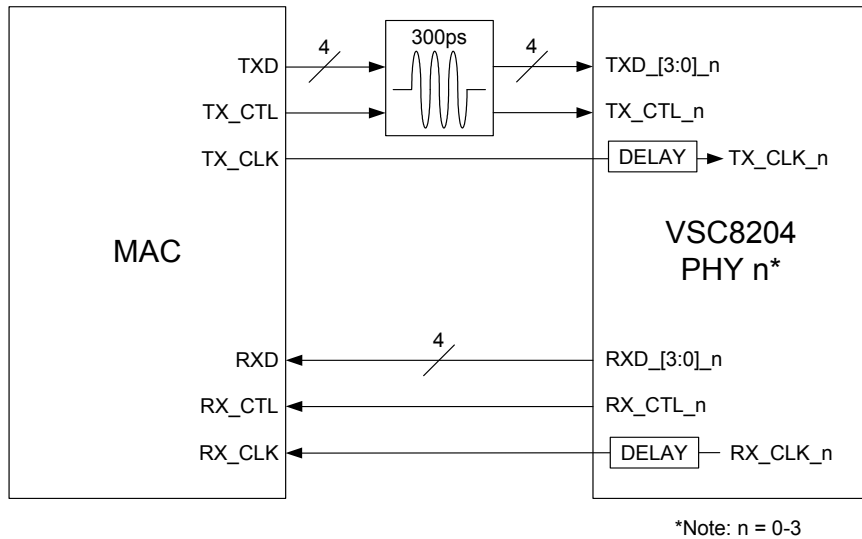 300ps
TXD 4 4 TXD_[3:0]_n
TX_CTL TX_CTL_n
TX_CLK DELAY TX_CLK_n
MAC
VSC8204
PHY n*
RXD 4 RXD_[3:0]_n
RX_CTL RX_CTL_n
RX_CLK DELAY RX_CLK_n
*Note: n = 0-3